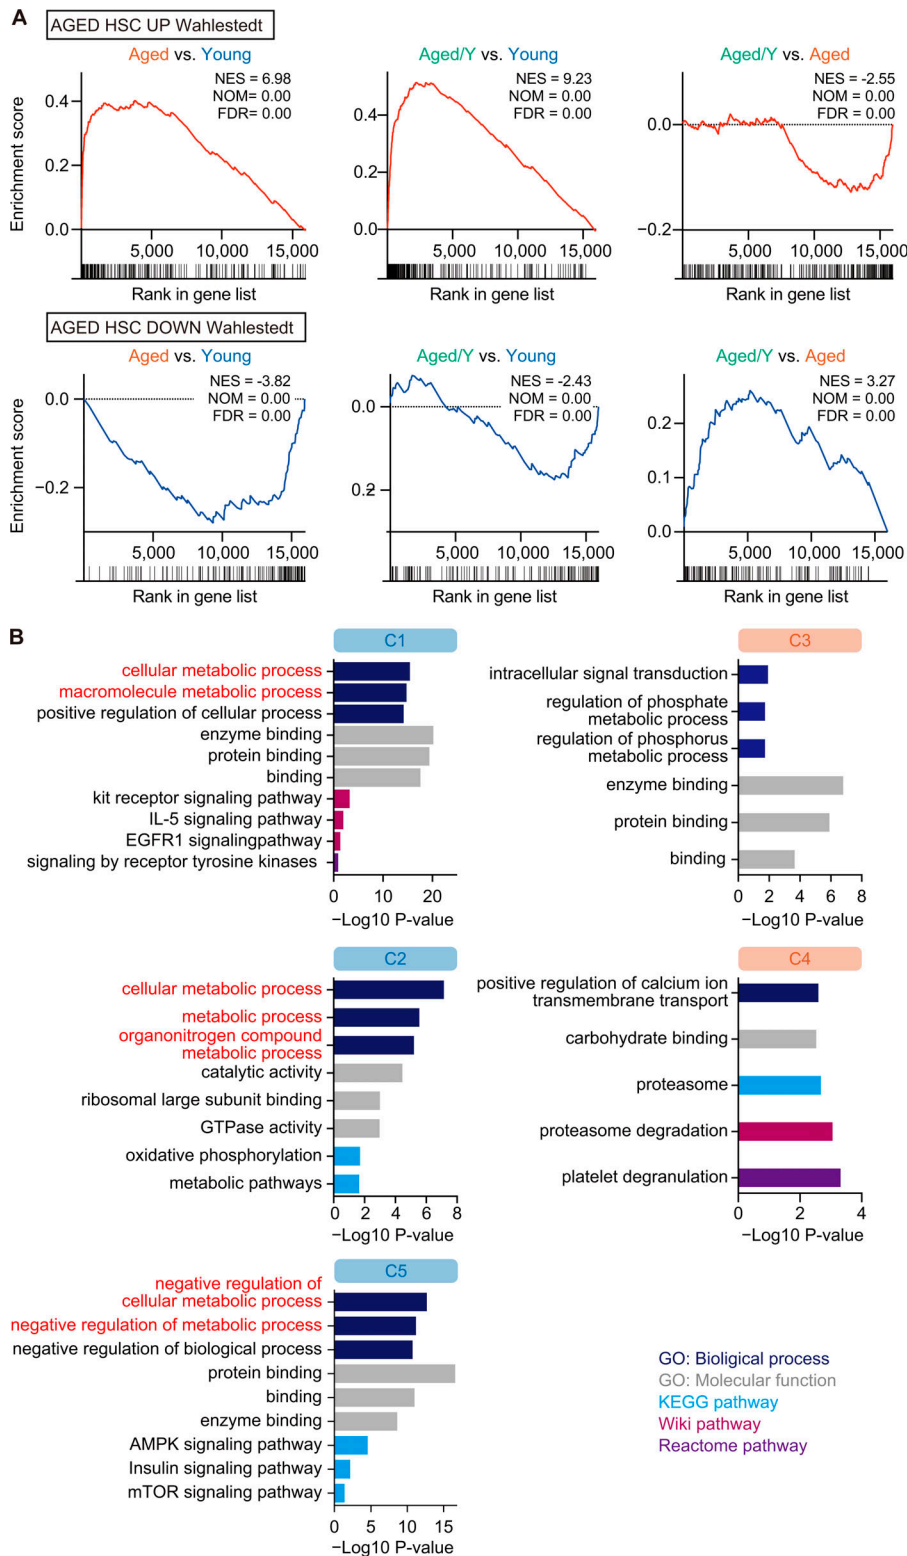 A
AGED HSC UP Wahlestedt
Aged vs. Young
NES = 6.98
NOM= 0.00
FDR= 0.00
Enrichment score
0.4
0.2
0.0
5,000 10,000 15,000
Rank in gene list
Aged/Y vs. Young
NES = 9.23
NOM= 0.00
FDR= 0.00
0.4
0.2
0.0
5,000 10,000 15,000
Rank in gene list
Aged/Y vs. Aged
NES = -2.55
NOM= 0.00
FDR= 0.00
0.0
−0.2
5,000 10,000 15,000
Rank in gene list
AGED HSC DOWN Wahlestedt
Aged vs. Young
NES = -3.82
NOM = 0.00
FDR = 0.00
Enrichment score
0.0
−0.2
5,000 10,000 15,000
Rank in gene list
Aged/Y vs. Young
NES = -2.43
NOM = 0.00
FDR = 0.00
0.0
0.2
5,000 10,000 15,000
Rank in gene list
Aged/Y vs. Aged
NES = 3.27
NOM = 0.00
FDR = 0.00
0.2
0.1
0.0
5,000 10,000 15,000
Rank in gene list
B
C1
cellular metabolic process
macromolecule metabolic process
positive regulation of cellular process
enzyme binding
protein binding
binding
kit receptor signaling pathway
IL-5 signaling pathway
EGFR1 signalingpathway
signaling by receptor tyrosine kinases
0 10 20
−Log10 P-value
C3
intracellular signal transduction
regulation of phosphate
metabolic process
regulation of phosphorus
metabolic process
enzyme binding
protein binding
binding
0 2 4 6 8
−Log10 P-value
C2
cellular metabolic process
metabolic process
organonitrogen compound
metabolic process
catalytic activity
ribosomal large subunit binding
GTPase activity
oxidative phosphorylation
metabolic pathways
0 2 4 6 8
−Log10 P-value
C4
positive regulation of calcium ion
transmembrane transport
carbohydrate binding
proteasome
proteasome degradation
platelet degranulation
0 2 4
−Log10 P-value
C5
negative regulation of
cellular metabolic process
negative regulation of metabolic process
negative regulation of biological process
protein binding
binding
enzyme binding
AMPK signaling pathway
Insulin signaling pathway
mTOR signaling pathway
0 5 10 15
−Log10 P-value
GO: Bioligical process
GO: Molecular function
KEGG pathway
Wiki pathway
Reactome pathway